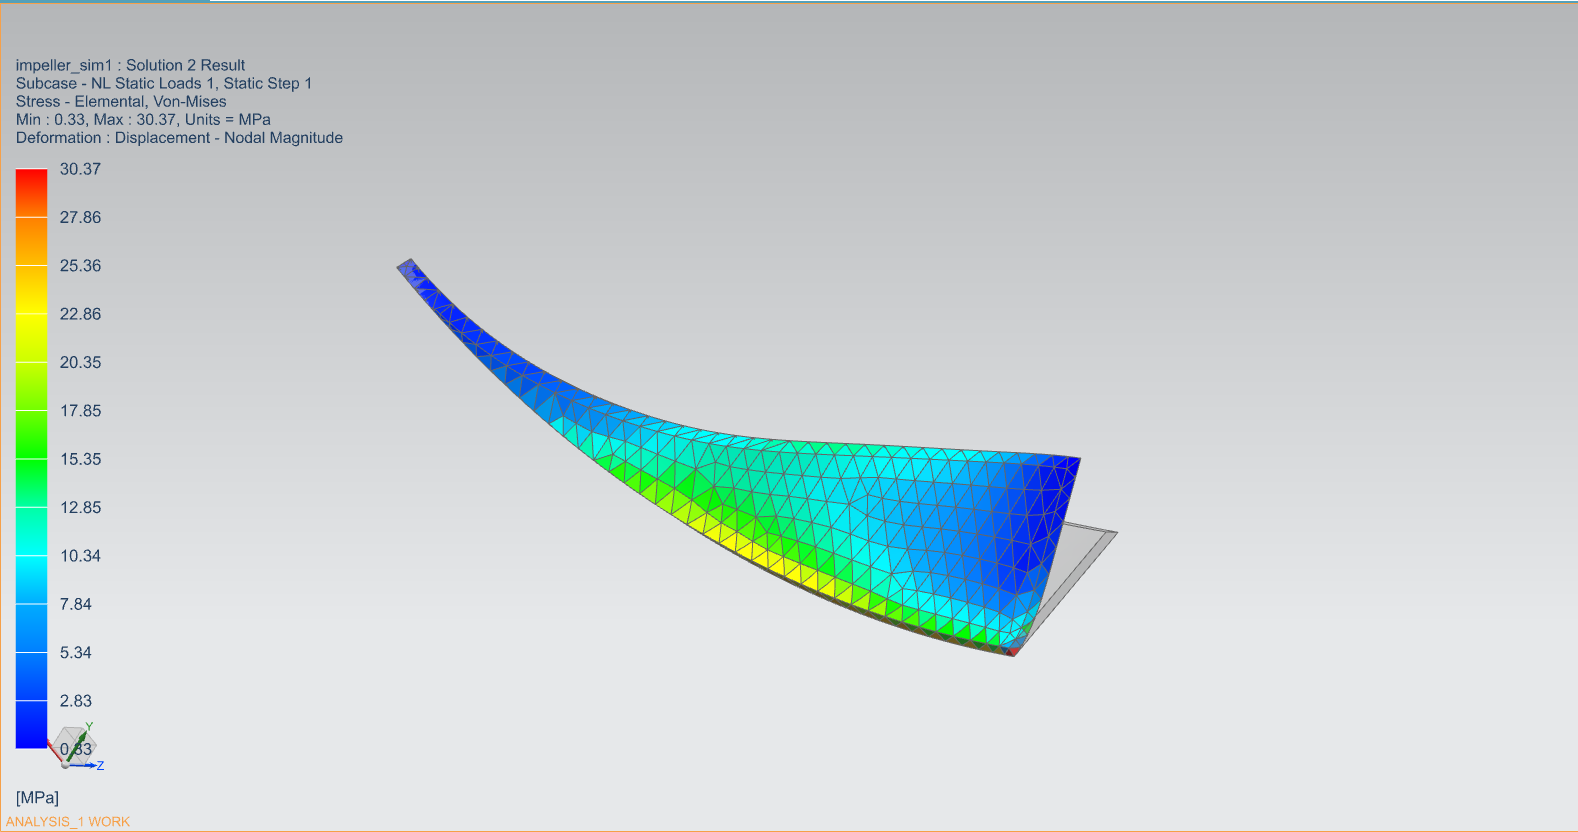 impeller_sim1 : Solution 2 Result
Subcase - NL Static Loads 1, Static Step 1
Stress - Elemental, Von-Mises
Min : 0.33, Max : 30.37, Units = MPa
Deformation : Displacement - Nodal Magnitude
30.37
27.86
25.36
22.86
20.35
17.85
15.35
12.85
10.34
7.84
5.34
2.83
0.33
Y
Z
[MPa]
ANALYSIS_1 WORK